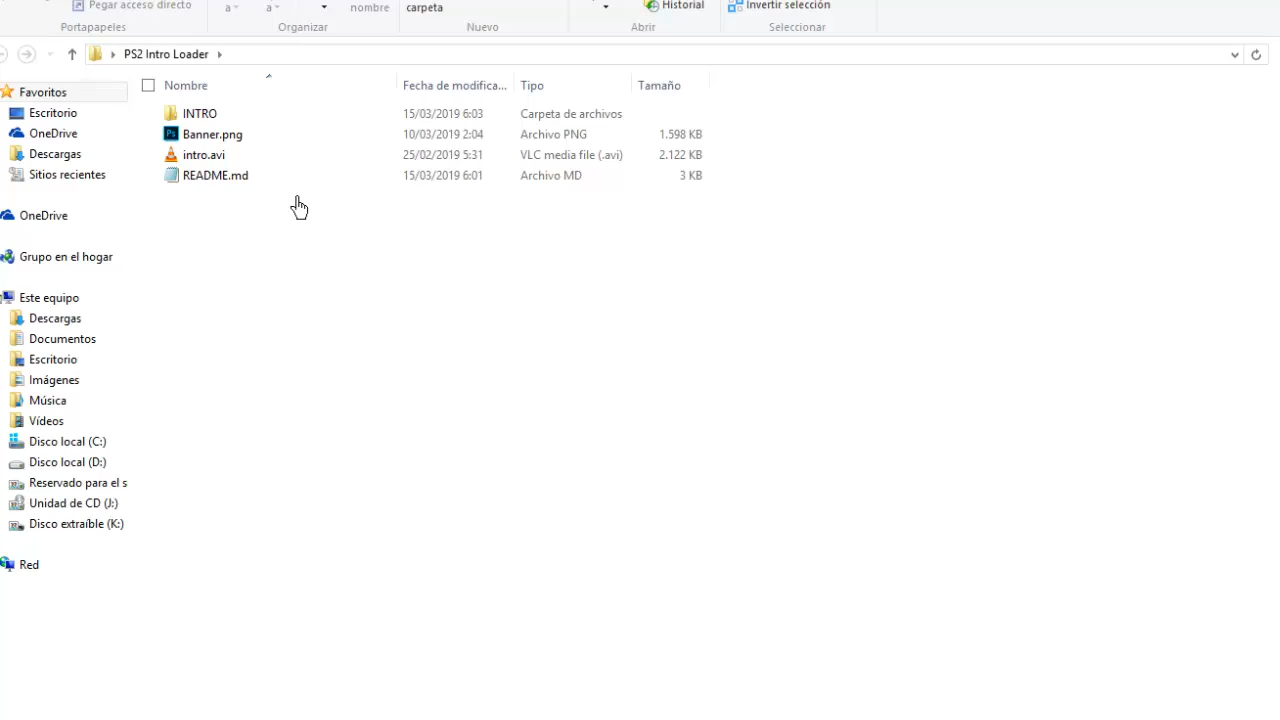 Pegar acceso directo
nombre
carpeta
Historial
Invertir selección
Portapapeles
Organizar
Nuevo
Abrir
Seleccionar
PS2 Intro Loader
Nombre
Fecha de modifica...
Tipo
Tamaño
INTRO
15/03/2019 6:03
Carpeta de archivos
Banner.png
10/03/2019 2:04
Archivo PNG
1.598 KB
intro.avi
25/02/2019 5:31
VLC media file (.avi)
2.122 KB
README.md
15/03/2019 6:01
Archivo MD
3 KB
Favoritos
Escritorio
OneDrive
Descargas
Sitios recientes
OneDrive
Grupo en el hogar
Este equipo
Descargas
Documentos
Escritorio
Imágenes
Música
Vídeos
Disco local (C:)
Disco local (D:)
Reservado para el s
Unidad de CD (J:)
Disco extraíble (K:)
Red